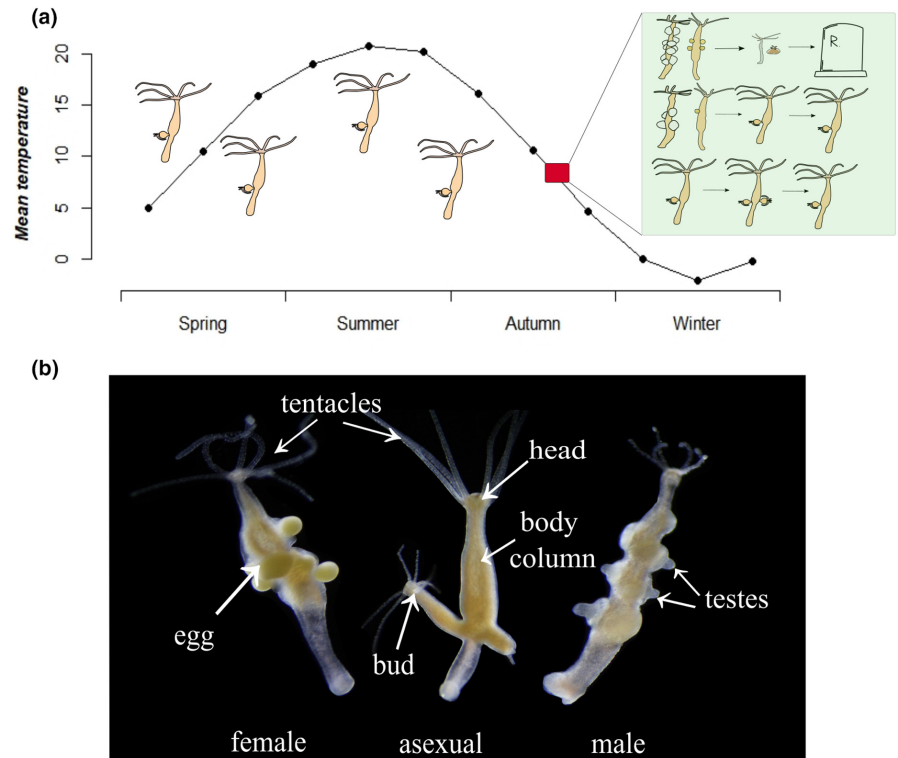 (a)
Mean temperature
20
15
10
5
0
Spring
Summer
Autumn
Winter
R.
(b)
tentacles
head
body
column
egg
bud
testes
female
asexual
male